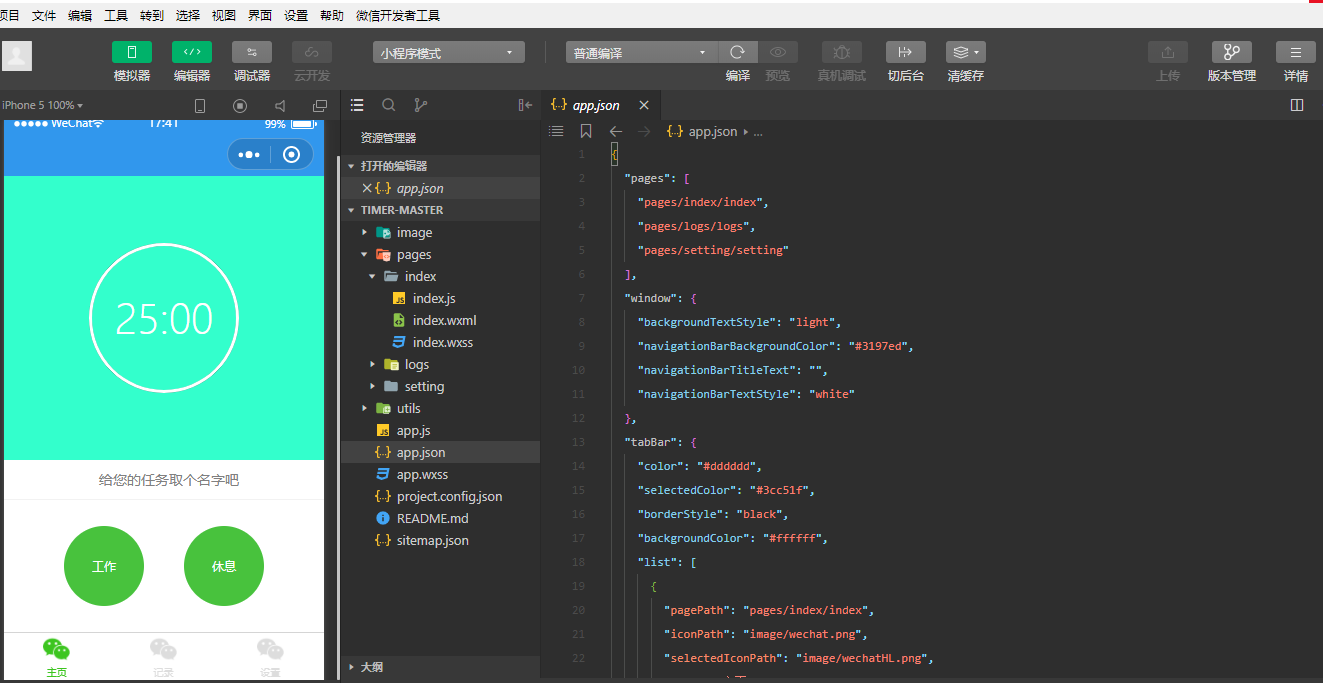 项目 文件 编辑 工具 转到 选择 视图 界面 设置 帮助 微信开发者工具
小程序模式 普通编译
模拟器 编辑器 调试器 云开发 编译 预览 真机调试 切后台 清缓存 上传 版本管理 详情
iPhone 5 100%
WeChat 17:41 99%
25:00
给您的任务取个名字吧
工作 休息
主页 记录 设置
资源管理器
打开的编辑器
app.json
TIMER-MASTER
image
pages
index
index.js
index.wxml
index.wxss
logs
setting
utils
app.js
app.json
app.wxss
project.config.json
README.md
sitemap.json
大纲
{..} app.json
{..} app.json ...
1 {
2 "pages": [
3 "pages/index/index",
4 "pages/logs/logs",
5 "pages/setting/setting"
6 ],
7 "window": {
8 "backgroundTextStyle": "light",
9 "navigationBarBackgroundColor": "#3197ed",
10 "navigationBarTitleText": "",
11 "navigationBarTextStyle": "white"
12 },
13 "tabBar": {
14 "color": "#dddddd",
15 "selectedColor": "#3cc51f",
16 "borderStyle": "black",
17 "backgroundColor": "#ffffff",
18 "list": [
19 {
20 "pagePath": "pages/index/index",
21 "iconPath": "image/wechat.png",
22 "selectedIconPath": "image/wechatHL.png",